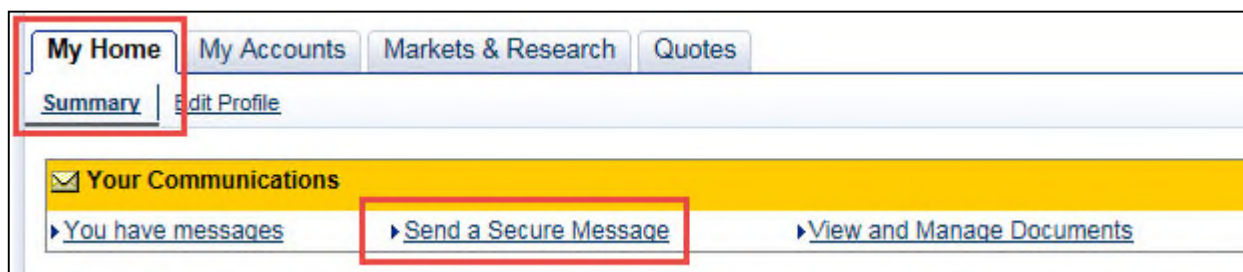 My Home My Accounts Markets & Research Quotes
Summary Edit Profile
Your Communications
You have messages Send a Secure Message View and Manage Documents